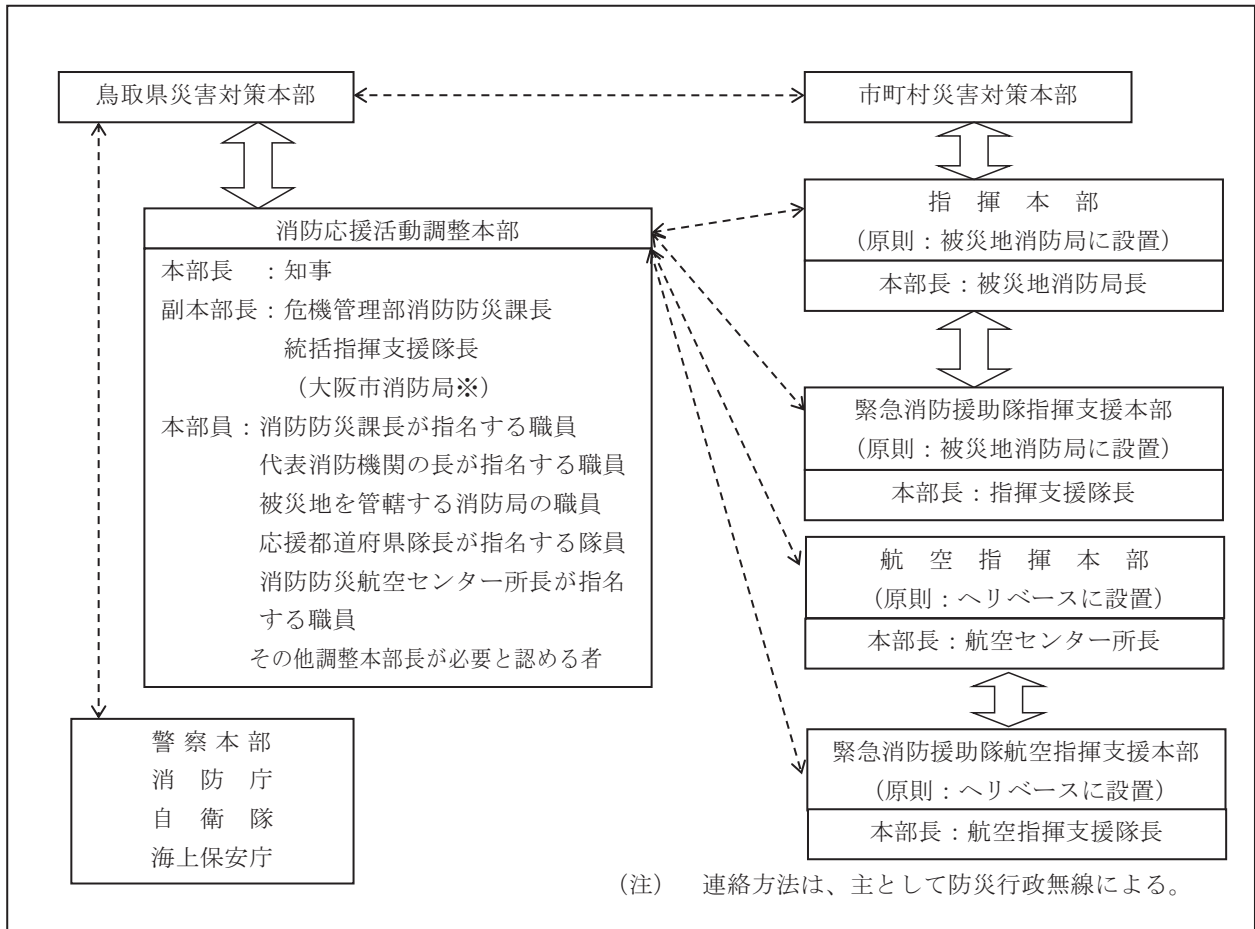 鳥取県災害対策本部
市町村災害対策本部
消防応援活動調整本部
本部長　：知事
副本部長：危機管理部消防防災課長
統括指揮支援隊長
（大阪市消防局※）
本部員：消防防災課長が指名する職員
代表消防機関の長が指名する職員
被災地を管轄する消防局の職員
応援都道府県隊長が指名する隊員
消防防災航空センター所長が指名
する職員
その他調整本部長が必要と認める者
指　揮　本　部
（原則：被災地消防局に設置）
本部長：被災地消防局長
緊急消防援助隊指揮支援本部
（原則：被災地消防局に設置）
本部長：指揮支援隊長
航　空　指　揮　本　部
（原則：ヘリベースに設置）
本部長：航空センター所長
緊急消防援助隊航空指揮支援本部
（原則：ヘリベースに設置）
本部長：航空指揮支援隊長
警 察 本 部
消　防　庁
自　衛　隊
海上保安庁
（注）　連絡方法は、主として防災行政無線による。